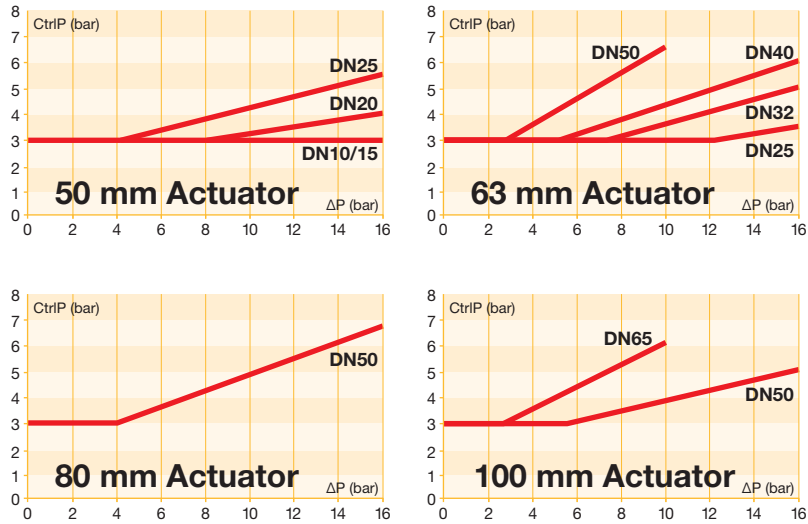 8
CtrlP (bar)
7
6
5
4
3
2
1
0
DN25
DN20
DN10/15
50 mm Actuator
ΔP (bar)
0 2 4 6 8 10 12 14 16
8
CtrlP (bar)
7
6
5
4
3
2
1
0
DN50
DN40
DN32
DN25
63 mm Actuator
ΔP (bar)
0 2 4 6 8 10 12 14 16
8
CtrlP (bar)
7
6
5
4
3
2
1
0
DN50
80 mm Actuator
ΔP (bar)
0 2 4 6 8 10 12 14 16
8
CtrlP (bar)
7
6
5
4
3
2
1
0
DN65
DN50
100 mm Actuator
ΔP (bar)
0 2 4 6 8 10 12 14 16